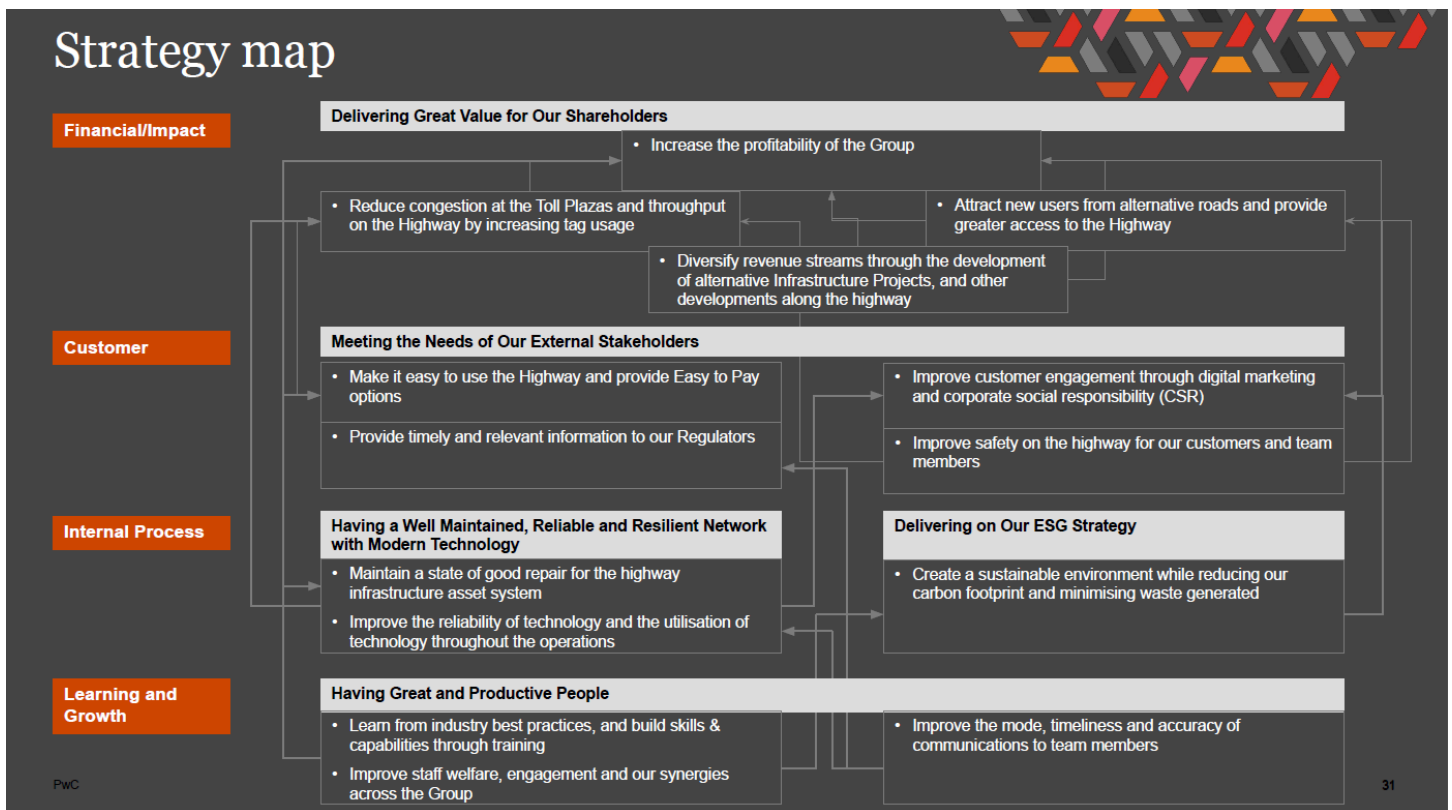 Strategy map
Financial/Impact
Delivering Great Value for Our Shareholders
• Increase the profitability of the Group
• Reduce congestion at the Toll Plazas and throughput
on the Highway by increasing tag usage
• Attract new users from alternative roads and provide
greater access to the Highway
• Diversify revenue streams through the development
of alternative Infrastructure Projects, and other
developments along the highway
Customer
Meeting the Needs of Our External Stakeholders
• Make it easy to use the Highway and provide Easy to Pay
options
• Provide timely and relevant information to our Regulators
• Improve customer engagement through digital marketing
and corporate social responsibility (CSR)
• Improve safety on the highway for our customers and team
members
Internal Process
Having a Well Maintained, Reliable and Resilient Network
with Modern Technology
• Maintain a state of good repair for the highway
infrastructure asset system
• Improve the reliability of technology and the utilisation of
technology throughout the operations
Delivering on Our ESG Strategy
• Create a sustainable environment while reducing our
carbon footprint and minimising waste generated
Learning and
Growth
Having Great and Productive People
• Learn from industry best practices, and build skills &
capabilities through training
• Improve staff welfare, engagement and our synergies
across the Group
• Improve the mode, timeliness and accuracy of
communications to team members
PwC
31